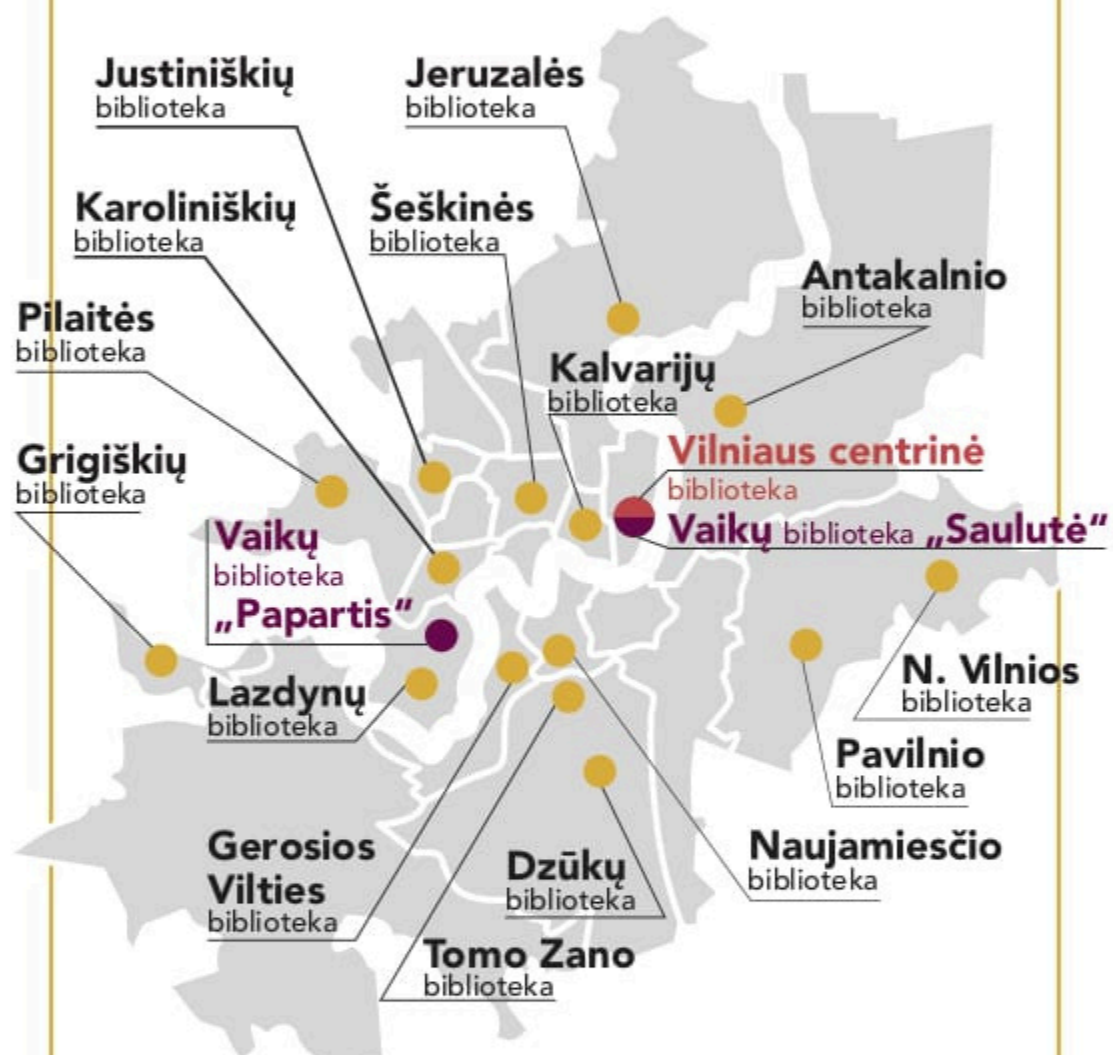 Justiniškių
biblioteka
Jeruzalės
biblioteka
Karoliniškių
biblioteka
Šeškinės
biblioteka
Antakalnio
biblioteka
Pilaitės
biblioteka
Kalvarijų
biblioteka
Grigiškių
biblioteka
Vilniaus centrinė
biblioteka
Vaikų biblioteka „Saulutė“
Vaikų
biblioteka
„Papartis“
Lazdynų
biblioteka
N. Vilnios
biblioteka
Pavilnio
biblioteka
Gerosios
Vilties
biblioteka
Dzūkų
biblioteka
Naujamiesčio
biblioteka
Tomo Zano
biblioteka